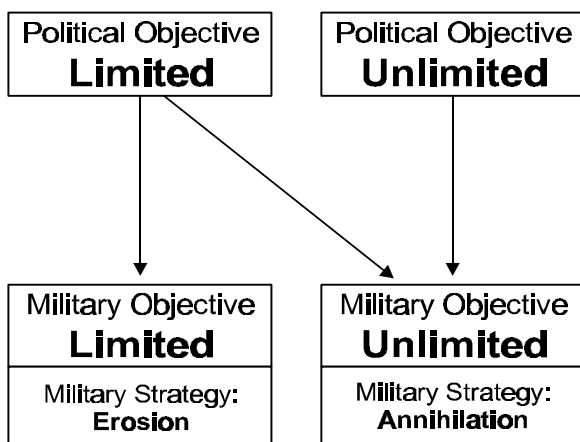 Political Objective
Limited
Political Objective
Unlimited
Military Objective
Limited
Military Strategy:
Erosion
Military Objective
Unlimited
Military Strategy:
Annihilation